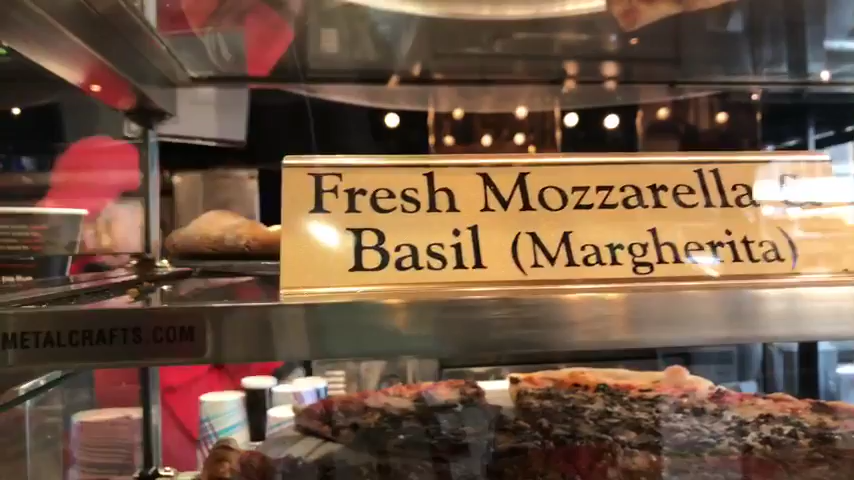 Fresh Mozzarella &
Basil (Margherita)
METALCRAFTS.COM